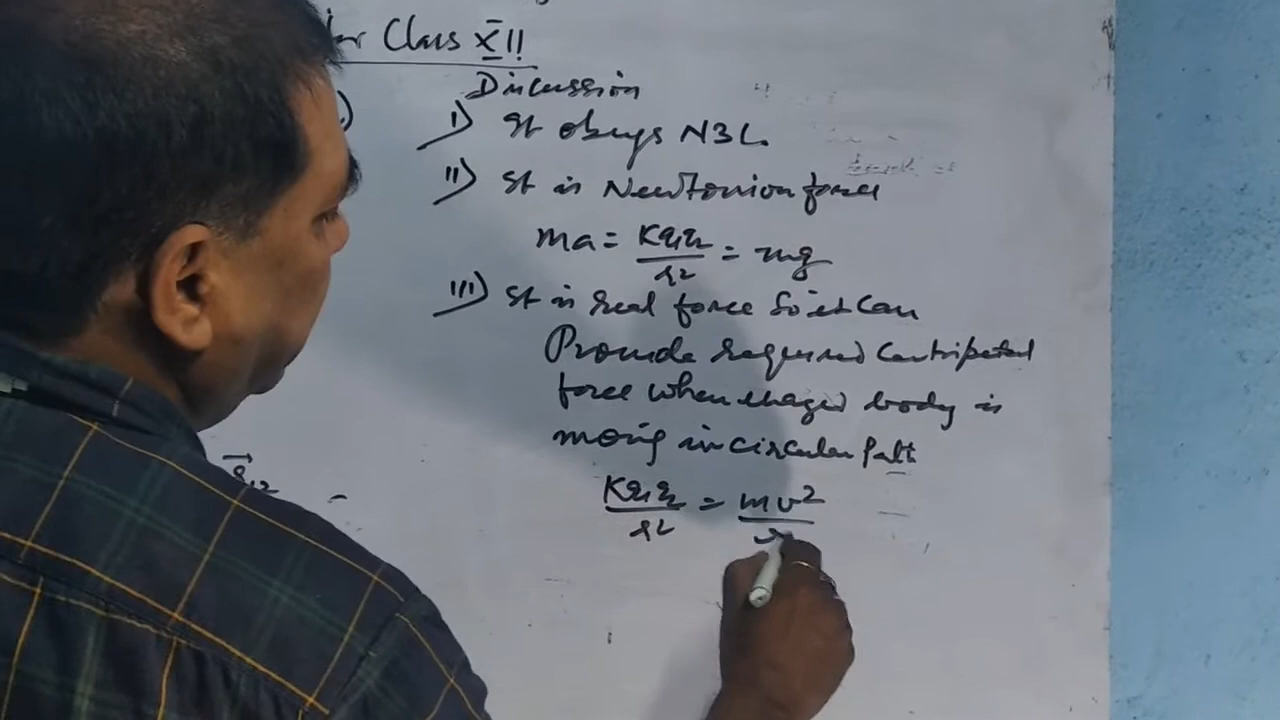 Class XII
Discussion
I) It obeys N3L.
II) It is Newtonion force
ma = Kq₁q₂/r² = mg
III) It is real force So it can
Provide required Centripetal
force when charged body is
moving in circular Path
r⃗₁₂ =
Kq₁q₂/r² = mv²/r